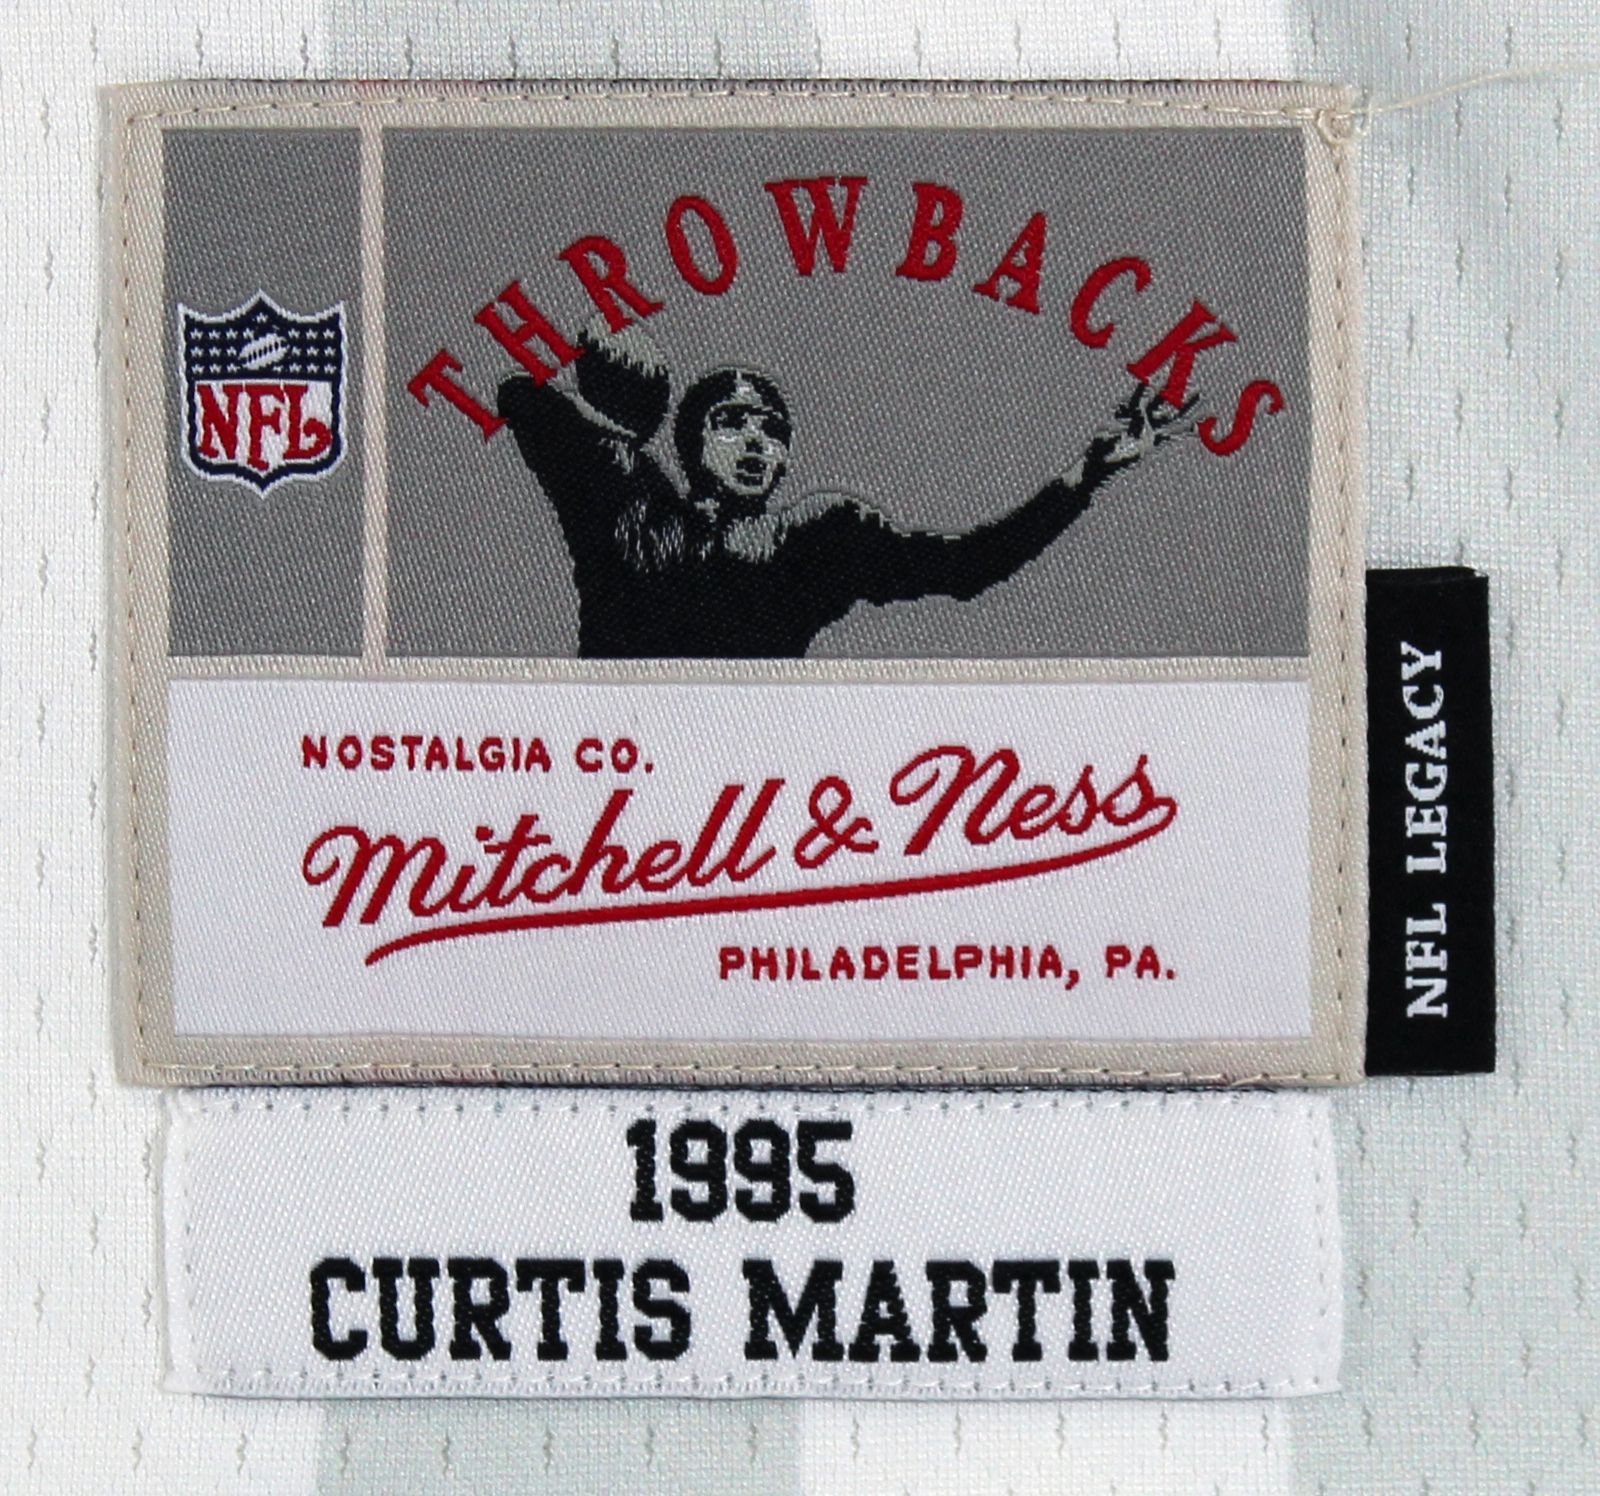 THROWBACKS
NFL
NOSTALGIA CO.
Mitchell & Ness
PHILADELPHIA, PA.
NFL LEGACY
1995
CURTIS MARTIN